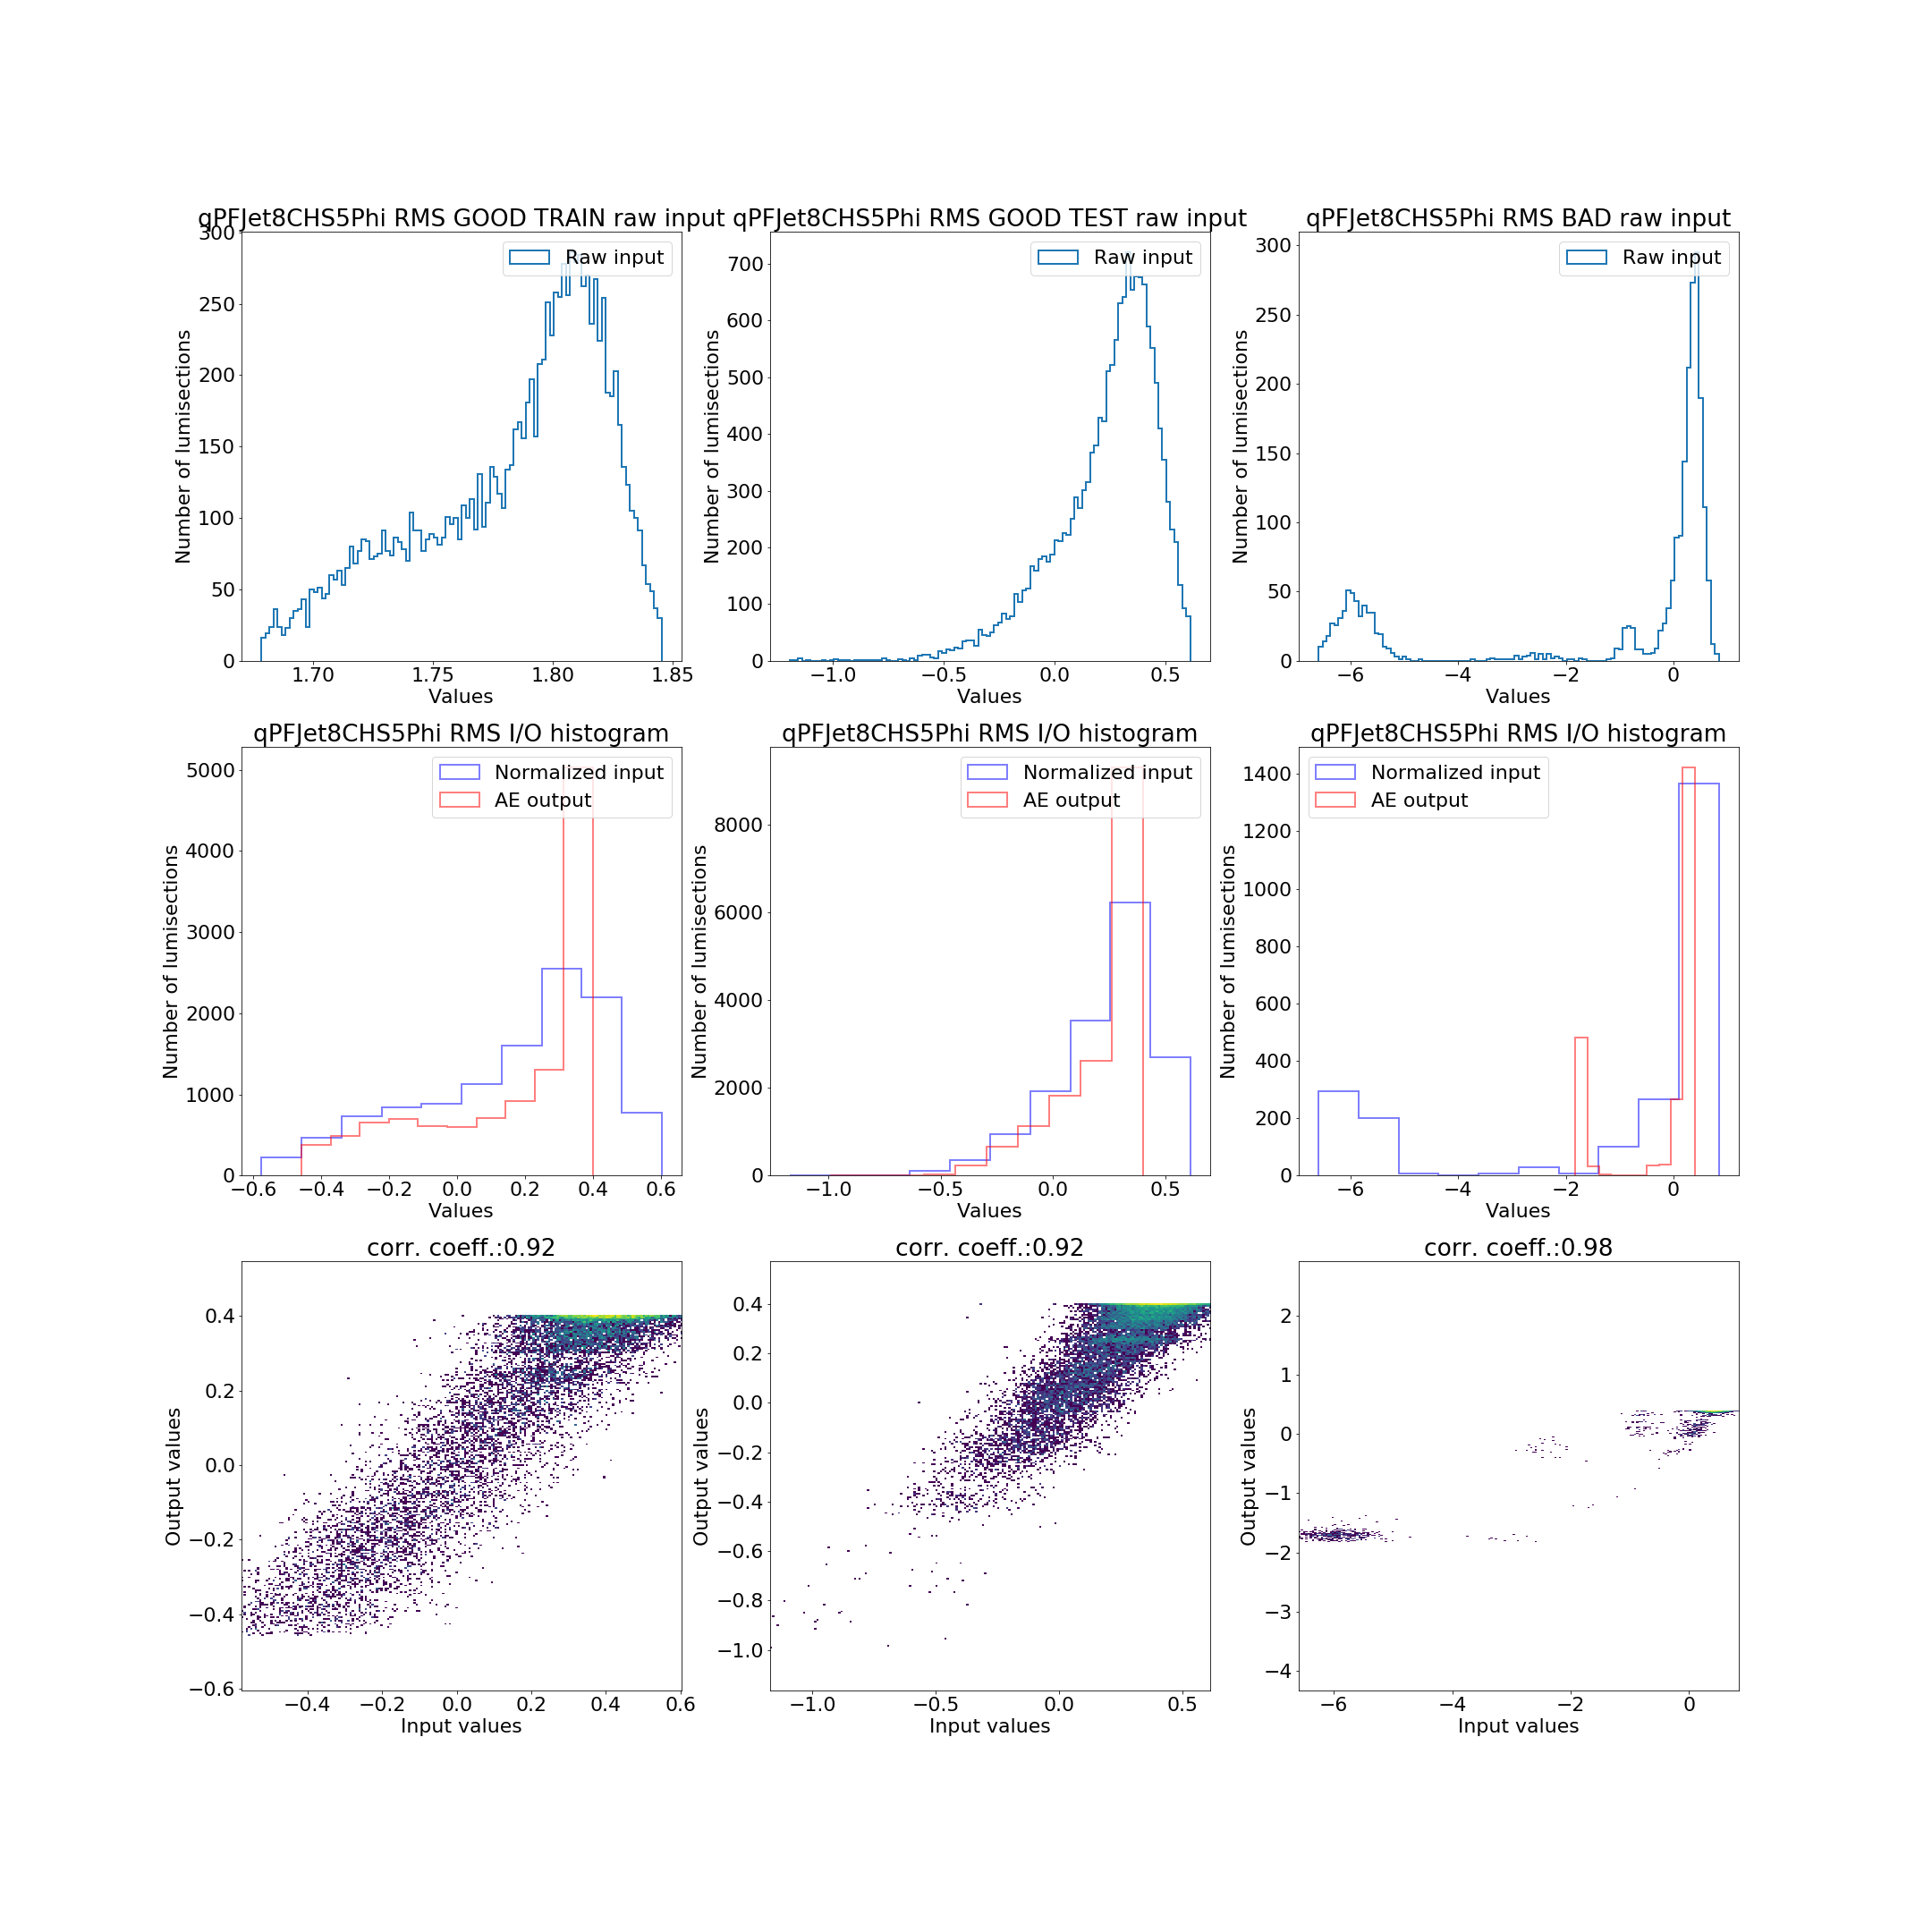 qPFJet8CHS5Phi RMS GOOD TRAIN raw input
Raw input
Number of lumisections
300
250
200
150
100
50
0
1.70 1.75 1.80 1.85
Values
qPFJet8CHS5Phi RMS GOOD TEST raw input
Raw input
Number of lumisections
700
600
500
400
300
200
100
0
−1.0 −0.5 0.0 0.5
Values
qPFJet8CHS5Phi RMS BAD raw input
Raw input
Number of lumisections
300
250
200
150
100
50
0
−6 −4 −2 0
Values
qPFJet8CHS5Phi RMS I/O histogram
Normalized input
AE output
Number of lumisections
5000
4000
3000
2000
1000
0
−0.6 −0.4 −0.2 0.0 0.2 0.4 0.6
Values
qPFJet8CHS5Phi RMS I/O histogram
Normalized input
AE output
Number of lumisections
8000
6000
4000
2000
0
−1.0 −0.5 0.0 0.5
Values
qPFJet8CHS5Phi RMS I/O histogram
Normalized input
AE output
Number of lumisections
1400
1200
1000
800
600
400
200
0
−6 −4 −2 0
Values
corr. coeff.:0.92
Output values
0.4
0.2
0.0
−0.2
−0.4
−0.6
−0.4 −0.2 0.0 0.2 0.4 0.6
Input values
corr. coeff.:0.92
Output values
0.4
0.2
0.0
−0.2
−0.4
−0.6
−0.8
−1.0
−1.0 −0.5 0.0 0.5
Input values
corr. coeff.:0.98
Output values
2
1
0
−1
−2
−3
−4
−6 −4 −2 0
Input values